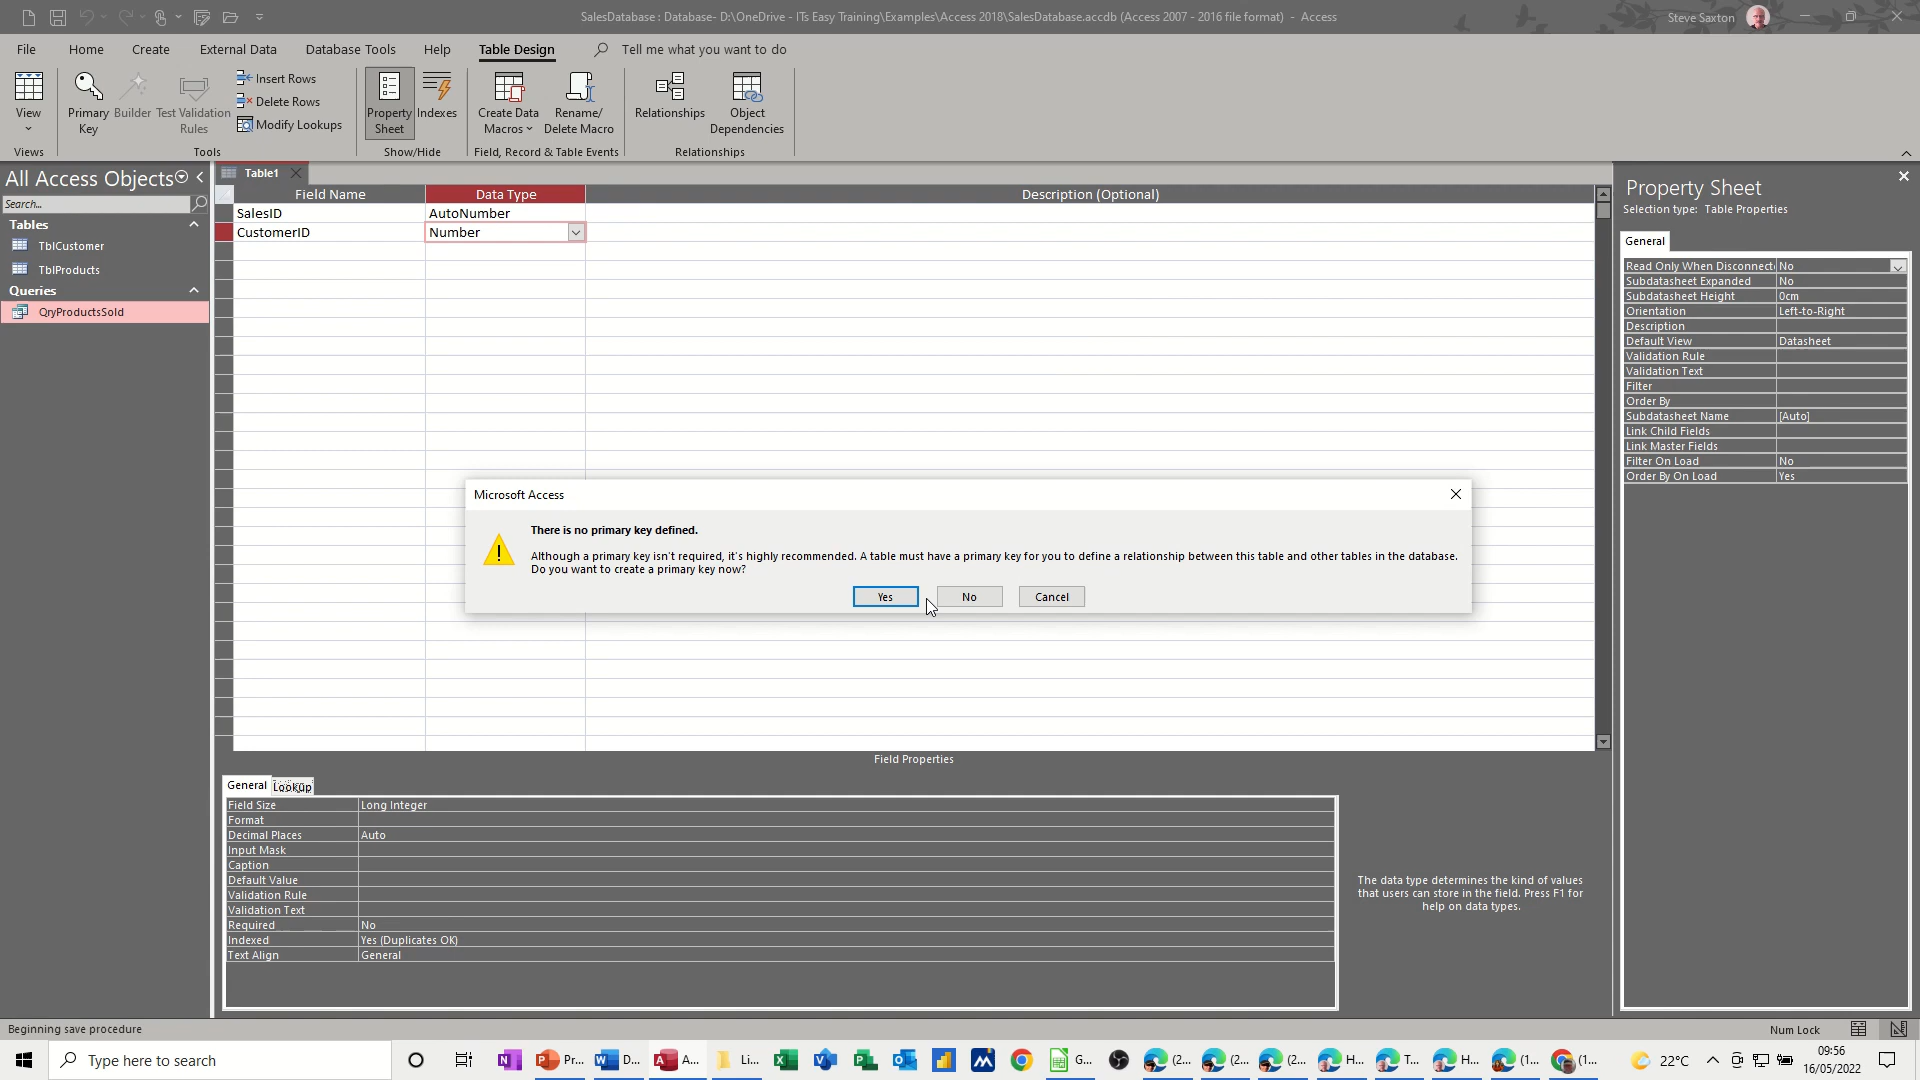 SalesDatabase : Database- D:\OneDrive - ITs Easy Training\Examples\Access 2018\SalesDatabase.accdb (Access 2007 - 2016 file format) - Access
Steve Saxton
File Home Create External Data Database Tools Help Table Design Tell me what you want to do
View
Primary Key
Builder
Test Validation Rules
Insert Rows
Delete Rows
Modify Lookups
Property Sheet
Indexes
Create Data Macros
Rename/ Delete Macro
Relationships
Object Dependencies
Views Tools Show/Hide Field, Record & Table Events Relationships
All Access Objects
Search...
Tables
TblCustomer
TblProducts
Queries
QryProductsSold
Table1
Field Name Data Type Description (Optional)
SalesID AutoNumber
CustomerID Number
Microsoft Access
There is no primary key defined.
Although a primary key isn't required, it's highly recommended. A table must have a primary key for you to define a relationship between this table and other tables in the database.
Do you want to create a primary key now?
Yes No Cancel
Field Properties
General Lookup
Field Size Long Integer
Format
Decimal Places Auto
Input Mask
Caption
Default Value
Validation Rule
Validation Text
Required No
Indexed Yes (Duplicates OK)
Text Align General
The data type determines the kind of values
that users can store in the field. Press F1 for
help on data types.
Property Sheet
Selection type: Table Properties
General
Read Only When Disconnecte No
Subdatasheet Expanded No
Subdatasheet Height 0cm
Orientation Left-to-Right
Description
Default View Datasheet
Validation Rule
Validation Text
Filter
Order By
Subdatasheet Name [Auto]
Link Child Fields
Link Master Fields
Filter On Load No
Order By On Load Yes
Beginning save procedure
Num Lock
Type here to search
Pr... D... A... Li... G... (2... (2... (2... H... T... H... (1... (1...
22°C
09:56
16/05/2022